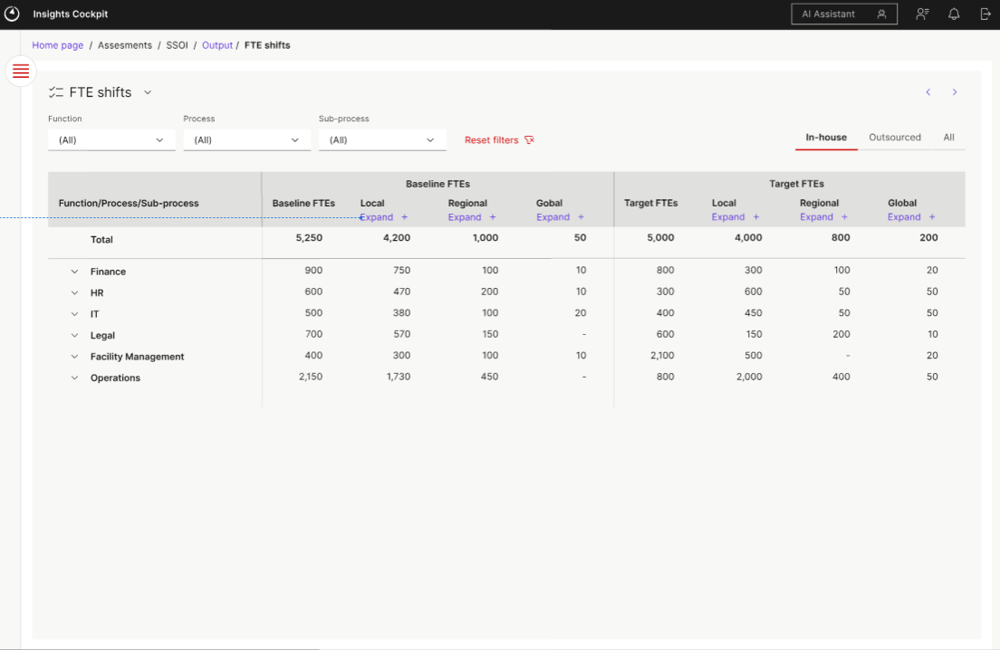 Insights Cockpit
AI Assistant
Home page / Assesments / SSOI / Output / FTE shifts
FTE shifts
Function Process Sub-process
(All) (All) (All) Reset filters
In-house Outsourced All
Baseline FTEs Target FTEs
Function/Process/Sub-process Baseline FTEs Local Regional Gobal Target FTEs Local Regional Global
Expand + Expand + Expand + Expand + Expand + Expand +
Total 5,250 4,200 1,000 50 5,000 4,000 800 200
Finance 900 750 100 10 800 300 100 20
HR 600 470 200 10 300 600 50 50
IT 500 380 100 20 400 450 50 50
Legal 700 570 150 - 600 150 200 10
Facility Management 400 300 100 10 2,100 500 - 20
Operations 2,150 1,730 450 - 800 2,000 400 50